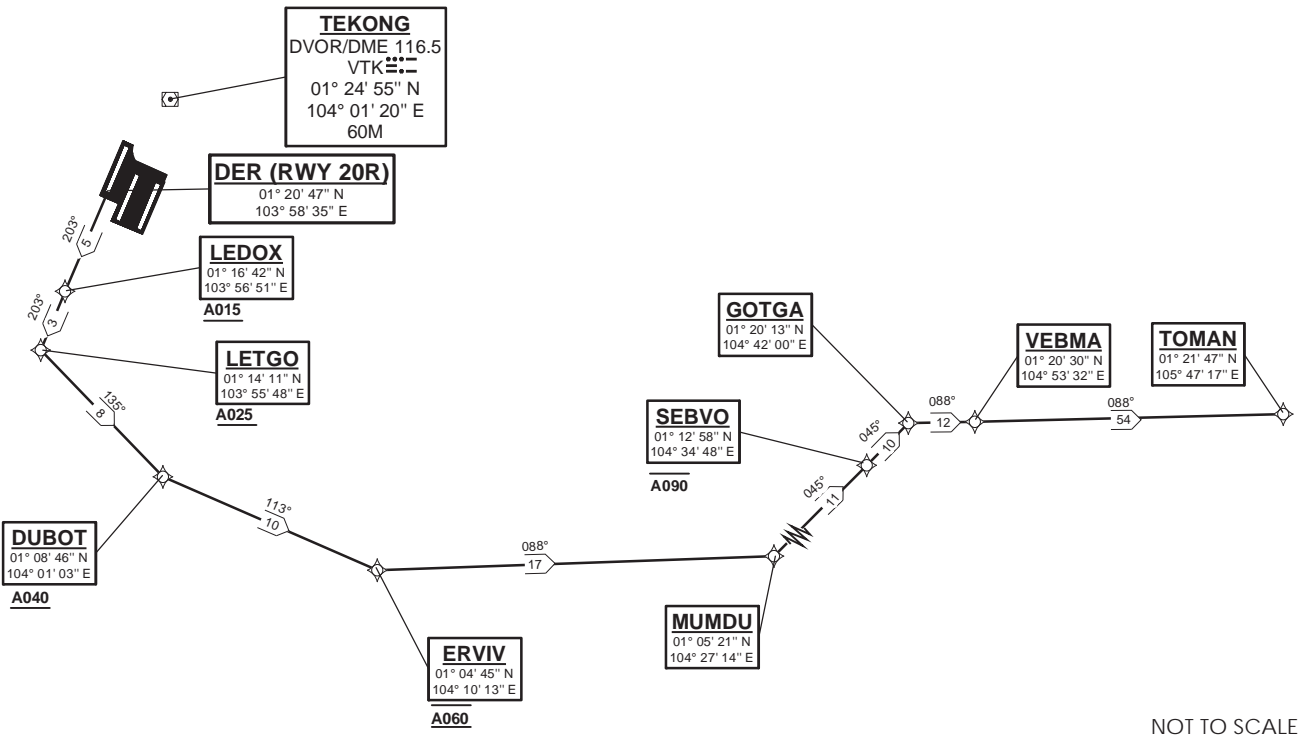 TEKONG
DVOR/DME 116.5
VTK
01° 24' 55" N
104° 01' 20" E
60M
DER (RWY 20R)
01° 20' 47" N
103° 58' 35" E
203°
5
LEDOX
01° 16' 42" N
103° 56' 51" E
A015
203°
3
LETGO
01° 14' 11" N
103° 55' 48" E
A025
135°
8
DUBOT
01° 08' 46" N
104° 01' 03" E
A040
113°
10
ERVIV
01° 04' 45" N
104° 10' 13" E
A060
088°
17
MUMDU
01° 05' 21" N
104° 27' 14" E
045°
11
SEBVO
01° 12' 58" N
104° 34' 48" E
A090
045°
10
GOTGA
01° 20' 13" N
104° 42' 00" E
088°
12
VEBMA
01° 20' 30" N
104° 53' 32" E
088°
54
TOMAN
01° 21' 47" N
105° 47' 17" E
NOT TO SCALE